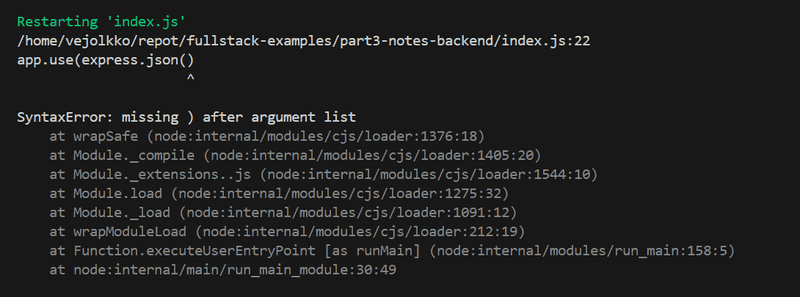 Restarting 'index.js'
/home/vejolkko/repot/fullstack-examples/part3-notes-backend/index.js:22
app.use(express.json()
                      ^
SyntaxError: missing ) after argument list
    at wrapSafe (node:internal/modules/cjs/loader:1376:18)
    at Module._compile (node:internal/modules/cjs/loader:1405:20)
    at Module._extensions..js (node:internal/modules/cjs/loader:1544:10)
    at Module.load (node:internal/modules/cjs/loader:1275:32)
    at Module._load (node:internal/modules/cjs/loader:1091:12)
    at wrapModuleLoad (node:internal/modules/cjs/loader:212:19)
    at Function.executeUserEntryPoint [as runMain] (node:internal/modules/run_main:158:5)
    at node:internal/main/run_main_module:30:49